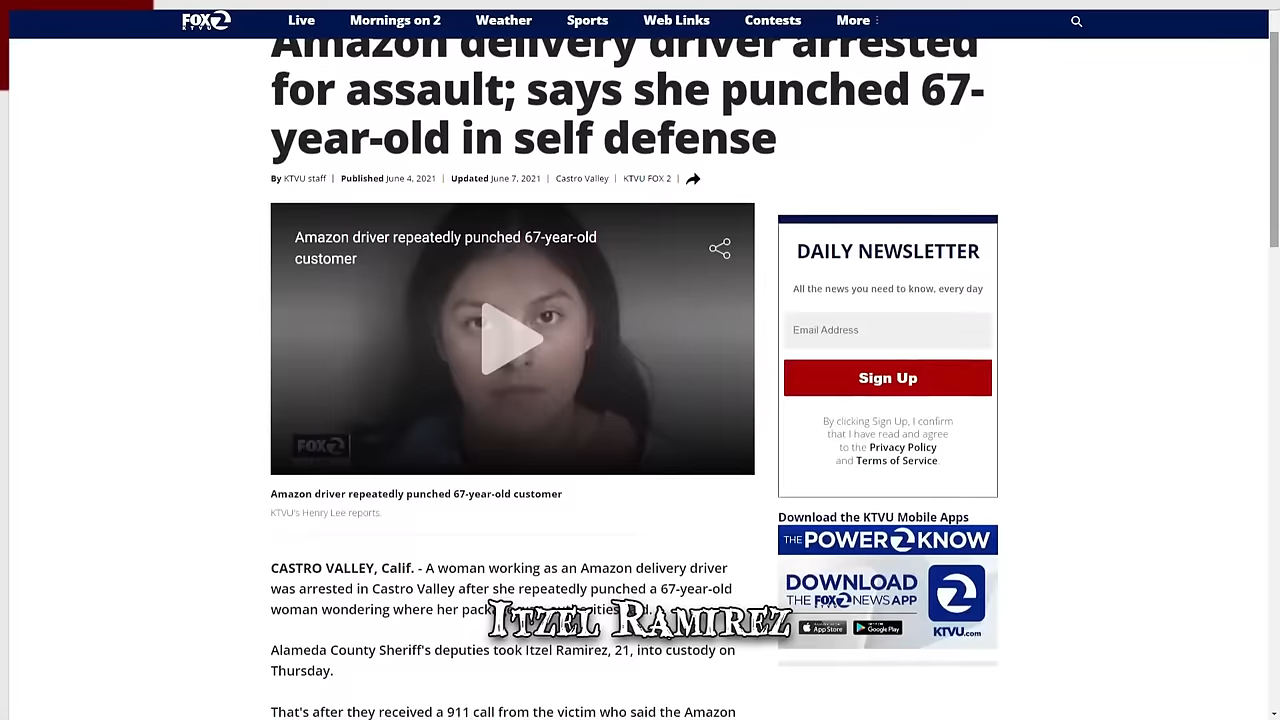 FOX 2
KTVU
Live Mornings on 2 Weather Sports Web Links Contests More
Amazon delivery driver arrested
for assault; says she punched 67-
year-old in self defense
By KTVU staff | Published June 4, 2021 | Updated June 7, 2021 | Castro Valley | KTVU FOX 2 |
Amazon driver repeatedly punched 67-year-old
customer
FOX 2
Amazon driver repeatedly punched 67-year-old customer
KTVU's Henry Lee reports.
CASTRO VALLEY, Calif. - A woman working as an Amazon delivery driver
was arrested in Castro Valley after she repeatedly punched a 67-year-old
woman wondering where her
Itzel Ramirez
Alameda County Sheriff's deputies took Itzel Ramirez, 21, into custody on
Thursday.
That's after they received a 911 call from the victim who said the Amazon
DAILY NEWSLETTER
All the news you need to know, every day
Email Address
Sign Up
By clicking Sign Up, I confirm
that I have read and agree
to the Privacy Policy
and Terms of Service.
Download the KTVU Mobile Apps
THE POWER 2 KNOW
DOWNLOAD
THE FOX 2 NEWS APP
App Store Google Play
2
KTVU.com